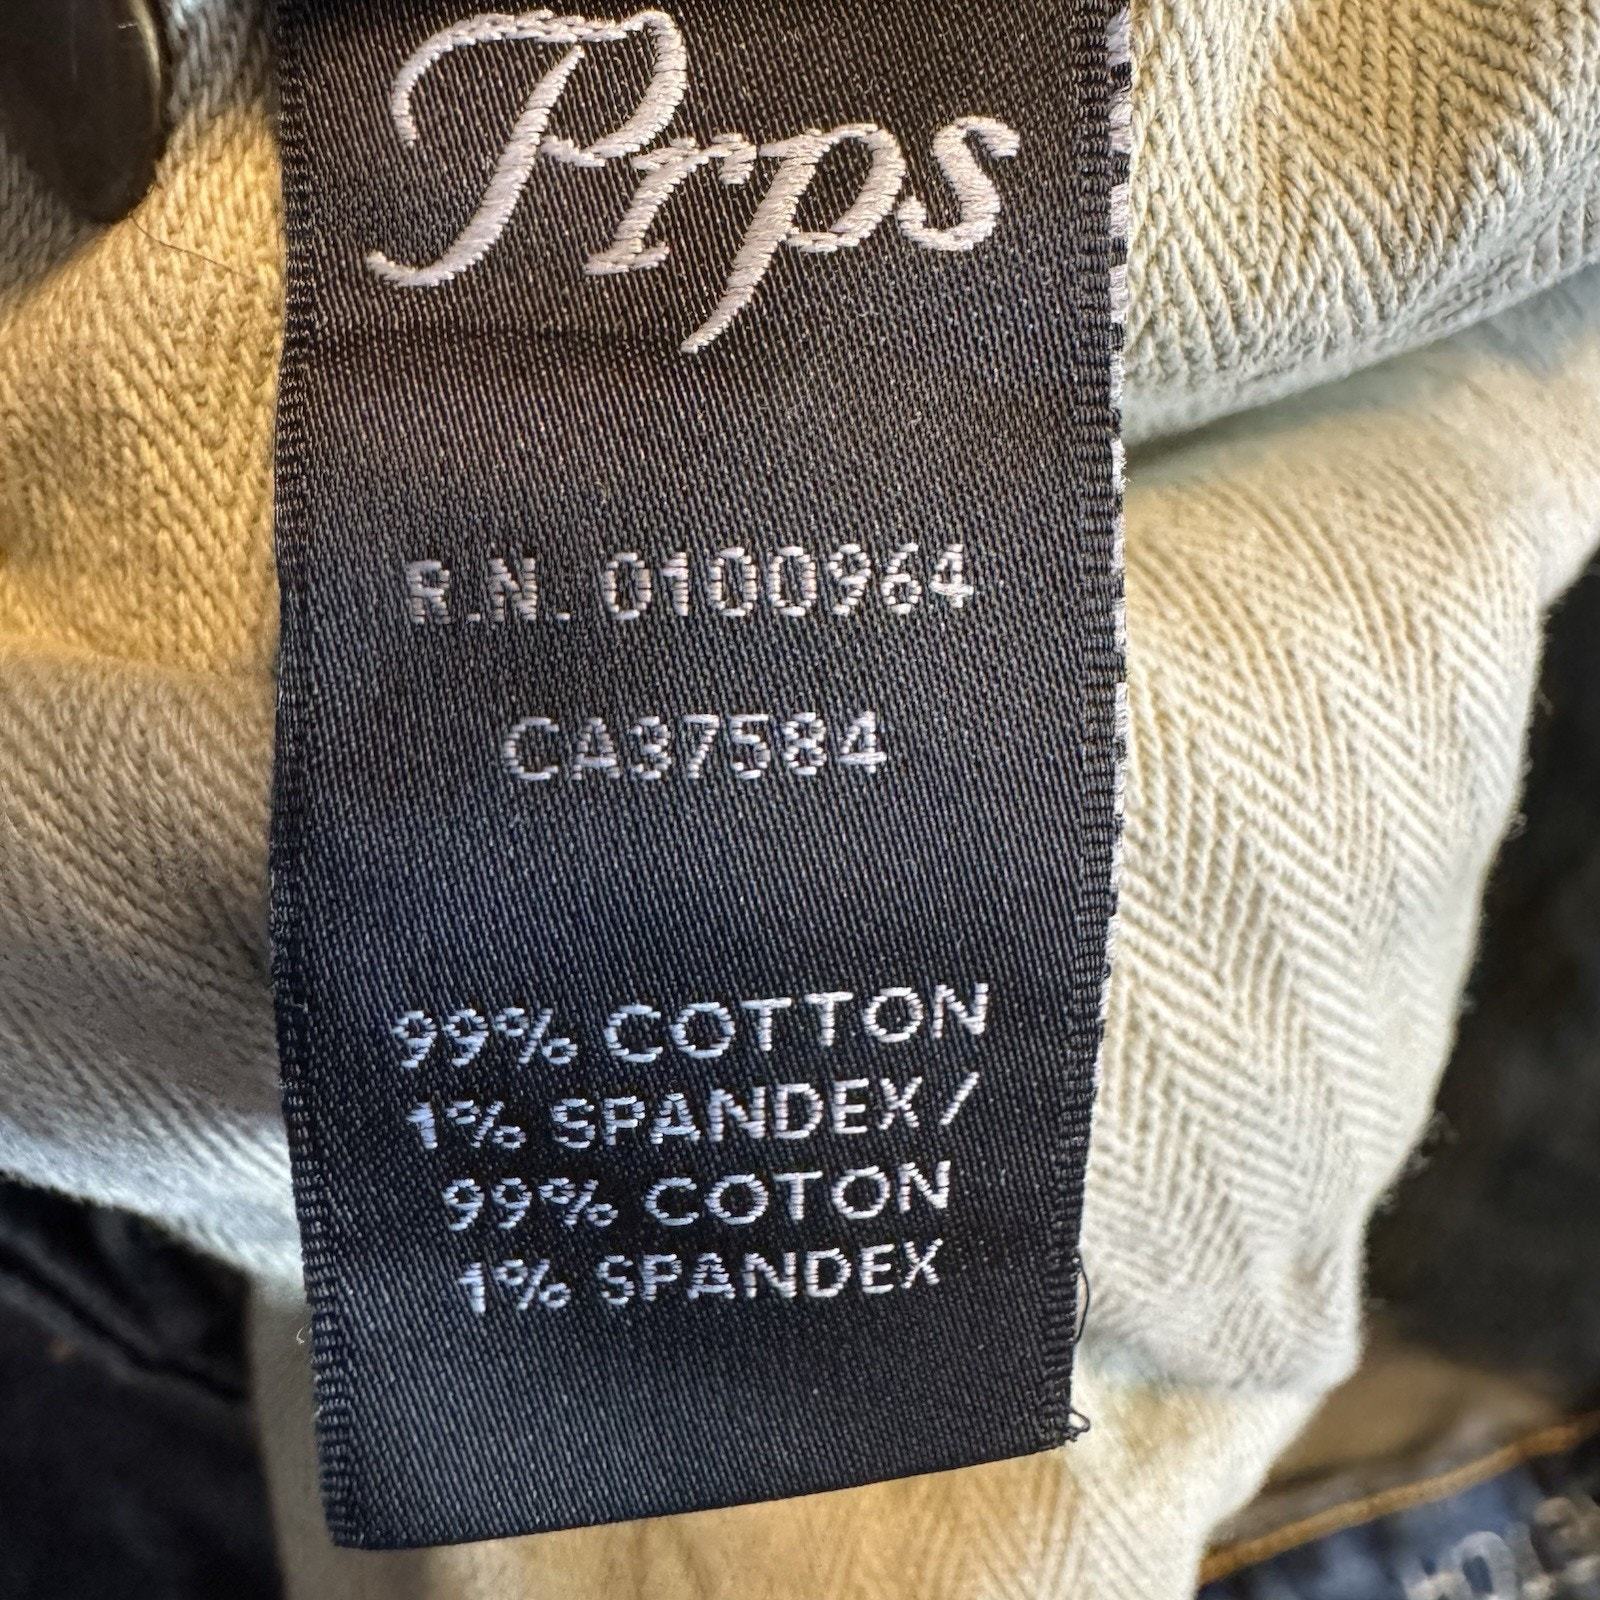 Prps
R.N. 0100964
CA37584
99% COTTON
1% SPANDEX/
99% COTON
1% SPANDEX